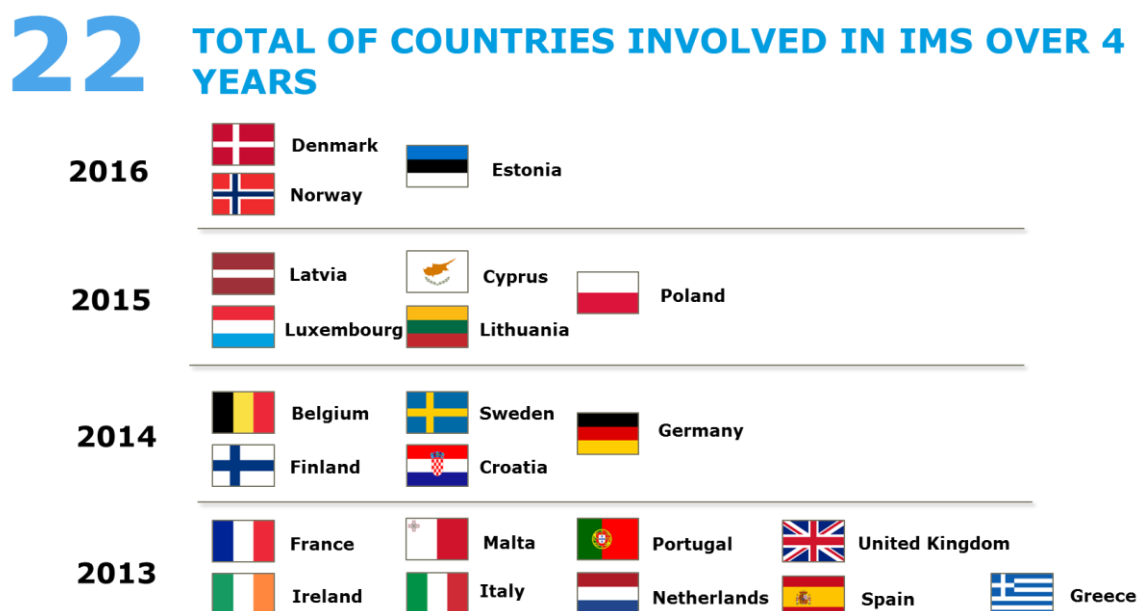 22 TOTAL OF COUNTRIES INVOLVED IN IMS OVER 4
YEARS
2016
Denmark
Estonia
Norway
2015
Latvia
Cyprus
Poland
Luxembourg
Lithuania
2014
Belgium
Sweden
Germany
Finland
Croatia
2013
France
Malta
Portugal
United Kingdom
Ireland
Italy
Netherlands
Spain
Greece